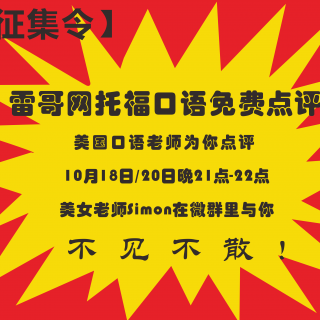 征集令】
雷哥网托福口语免费点评
美国口语老师为你点评
10月18日/20日晚21点-22点
美女老师Simon在微群里与你
不见不散！